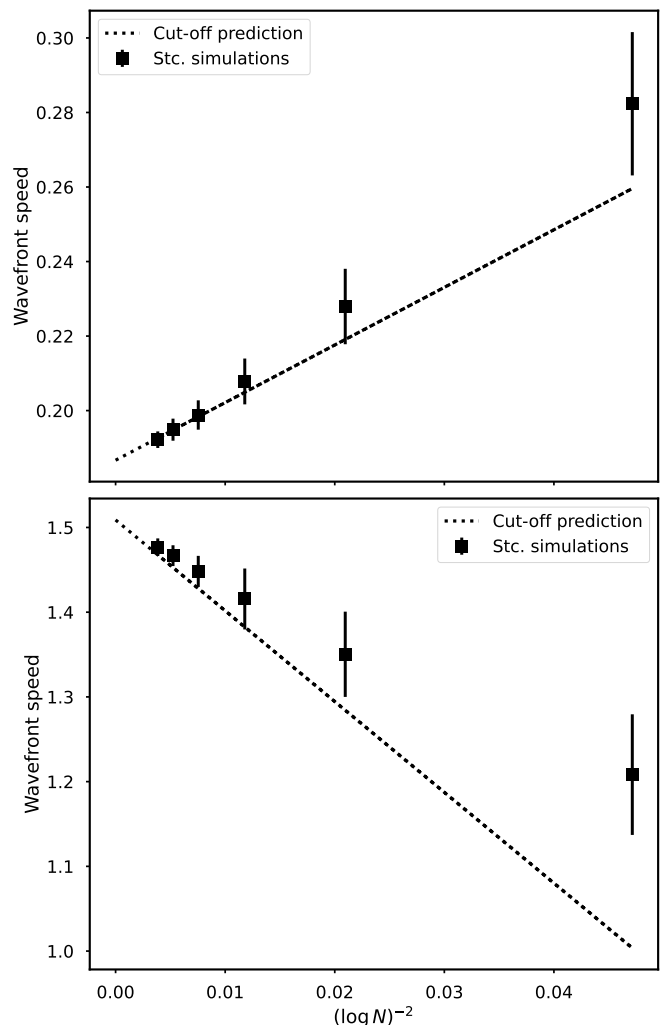 Cut-off prediction
Stc. simulations
Wavefront speed
0.30
0.28
0.26
0.24
0.22
0.20
Cut-off prediction
Stc. simulations
Wavefront speed
1.5
1.4
1.3
1.2
1.1
1.0
0.00 0.01 0.02 0.03 0.04
(log N)⁻²